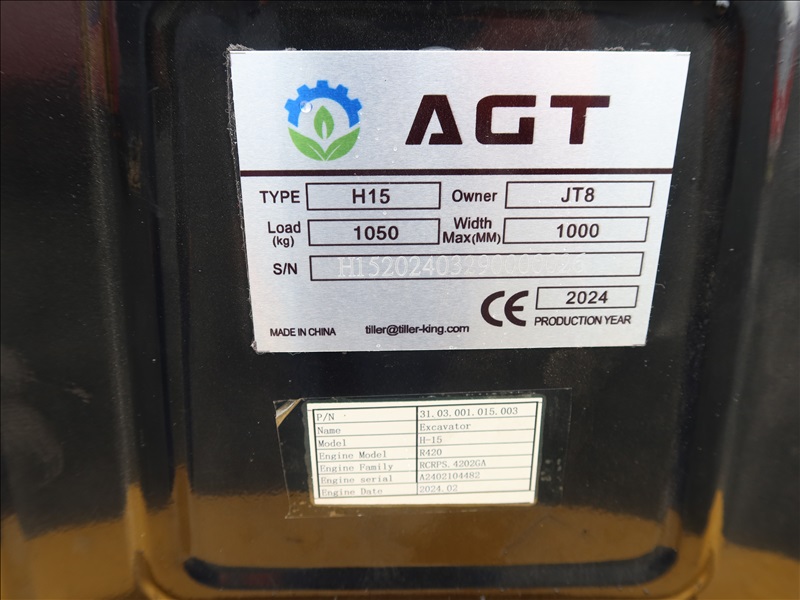 AGT
TYPE H15 Owner JT8
Load (kg) 1050 Width Max(MM) 1000
S/N
CE 2024
MADE IN CHINA tiller@tiller-king.com PRODUCTION YEAR
P/N 31.03.001.015.003
Name Excavator
Model H-15
Engine Model R420
Engine Family RCRPS.4202GA
Engine serial A2402104482
Engine Date 2024.02